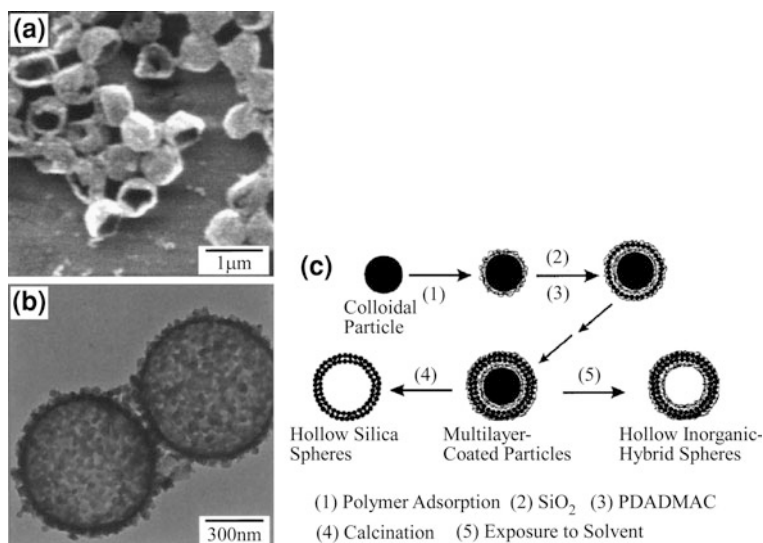 (a)
1μm
(b)
300nm
(c)
(1)
(2)
(3)
Colloidal
Particle
(4)
(5)
Hollow Silica
Spheres
Multilayer-
Coated Particles
Hollow Inorganic-
Hybrid Spheres
(1) Polymer Adsorption (2) SiO₂ (3) PDADMAC
(4) Calcination (5) Exposure to Solvent